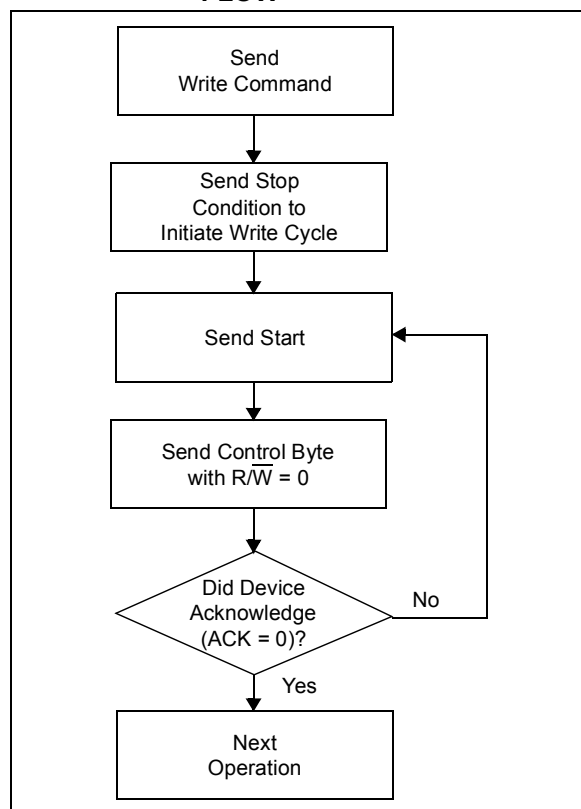 FLOW
Send
Write Command
Send Stop
Condition to
Initiate Write Cycle
Send Start
Send Control Byte
with R/W̅ = 0
Did Device
Acknowledge
(ACK = 0)?
No
Yes
Next
Operation